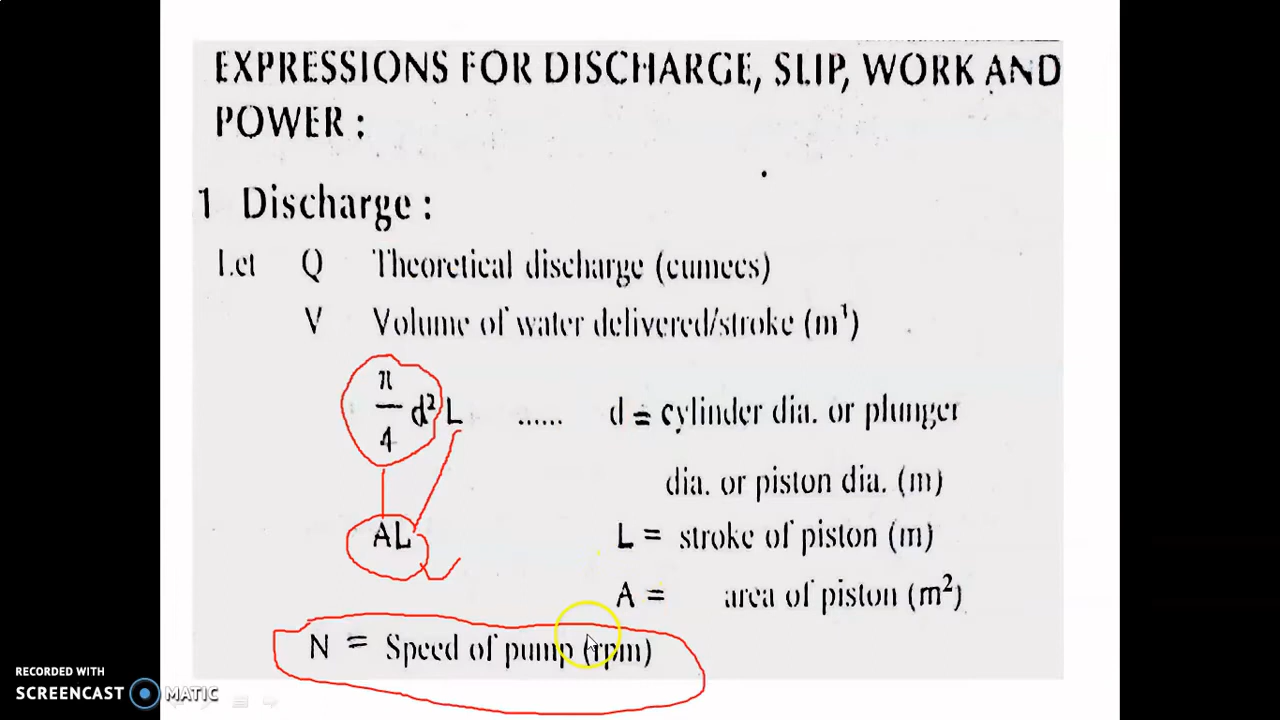 EXPRESSIONS FOR DISCHARGE, SLIP, WORK AND
POWER :
1 Discharge :
Let Q Theoretical discharge (cumecs)
V Volume of water delivered/stroke (m³)
π/4 d² L ...... d = cylinder dia. or plunger
dia. or piston dia. (m)
AL L = stroke of piston (m)
A = area of piston (m²)
N = Speed of pump (rpm)
RECORDED WITH
SCREENCAST MATIC